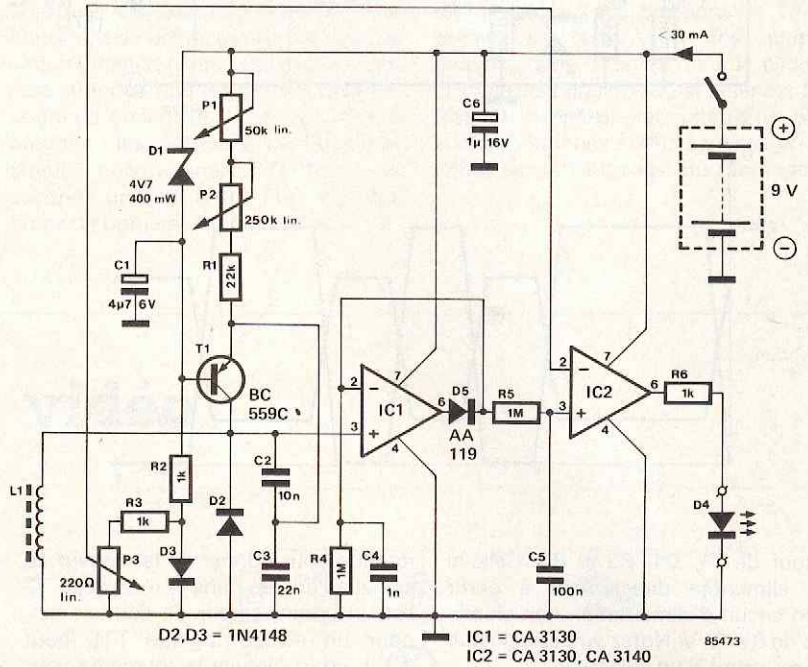 < 30 mA
P1
50k lin.
C6
1µ 16V
D1
4V7
400 mW
P2
250k lin.
9 V
C1
4µ7 6V
R1
22k
T1
BC
559C
2
7
IC1
6
3
4
D5
AA
119
R5
1M
2
7
IC2
6
3
4
R6
1k
L1
R2
1k
R3
1k
P3
220Ω
lin.
D3
D2
C2
10n
C3
22n
R4
1M
C4
1n
C5
100n
D4
D2,D3 = 1N4148
IC1 = CA 3130
IC2 = CA 3130, CA 3140
85473